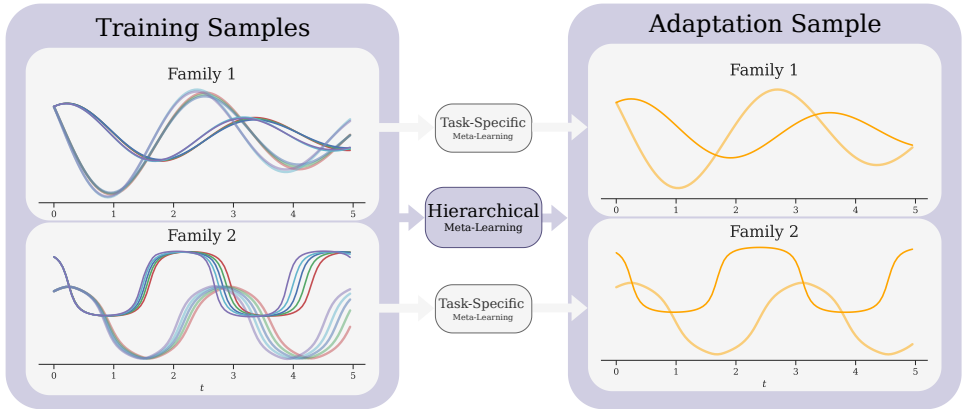 Training Samples
Family 1
0 1 2 3 4 5
Family 2
0 1 2 3 4 5
t
Task-Specific
Meta-Learning
Hierarchical
Meta-Learning
Task-Specific
Meta-Learning
Adaptation Sample
Family 1
0 1 2 3 4 5
Family 2
0 1 2 3 4 5
t